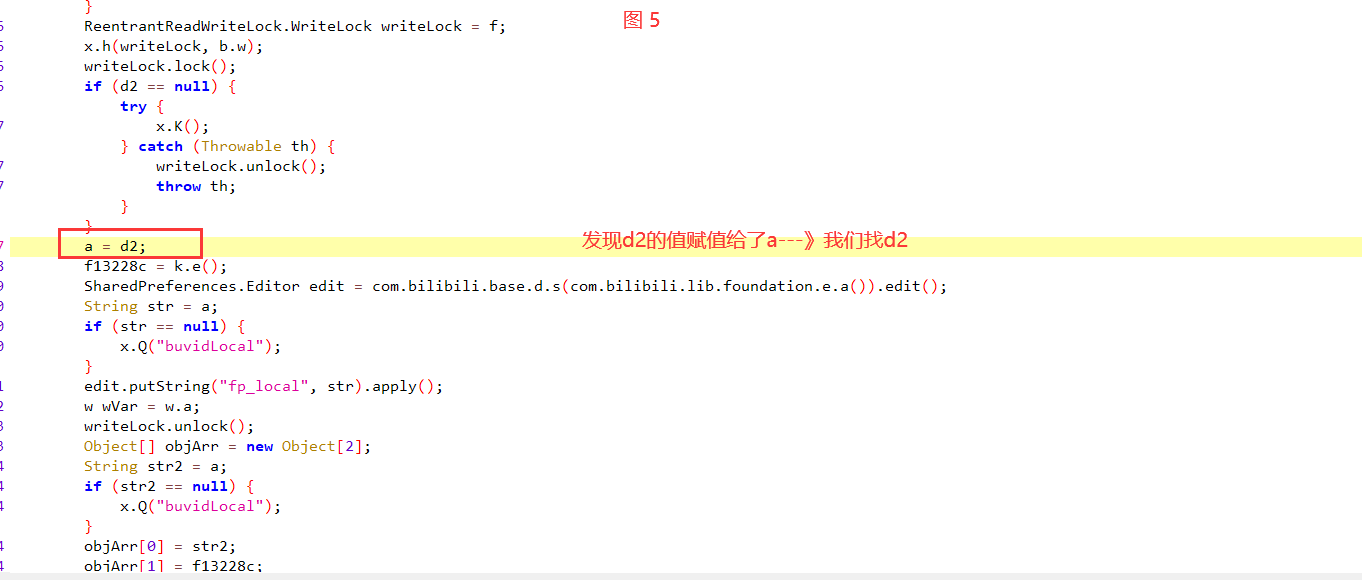 }
图 5
ReentrantReadWriteLock.WriteLock writeLock = f;
x.h(writeLock, b.w);
writeLock.lock();
if (d2 == null) {
try {
x.K();
} catch (Throwable th) {
writeLock.unlock();
throw th;
}
}
a = d2;
发现d2的值赋值给了a---》我们找d2
f13228c = k.e();
SharedPreferences.Editor edit = com.bilibili.base.d.s(com.bilibili.lib.foundation.e.a()).edit();
String str = a;
if (str == null) {
x.Q("buvidLocal");
}
edit.putString("fp_local", str).apply();
w wVar = w.a;
writeLock.unlock();
Object[] objArr = new Object[2];
String str2 = a;
if (str2 == null) {
x.Q("buvidLocal");
}
objArr[0] = str2;
objArr[1] = f13228c;